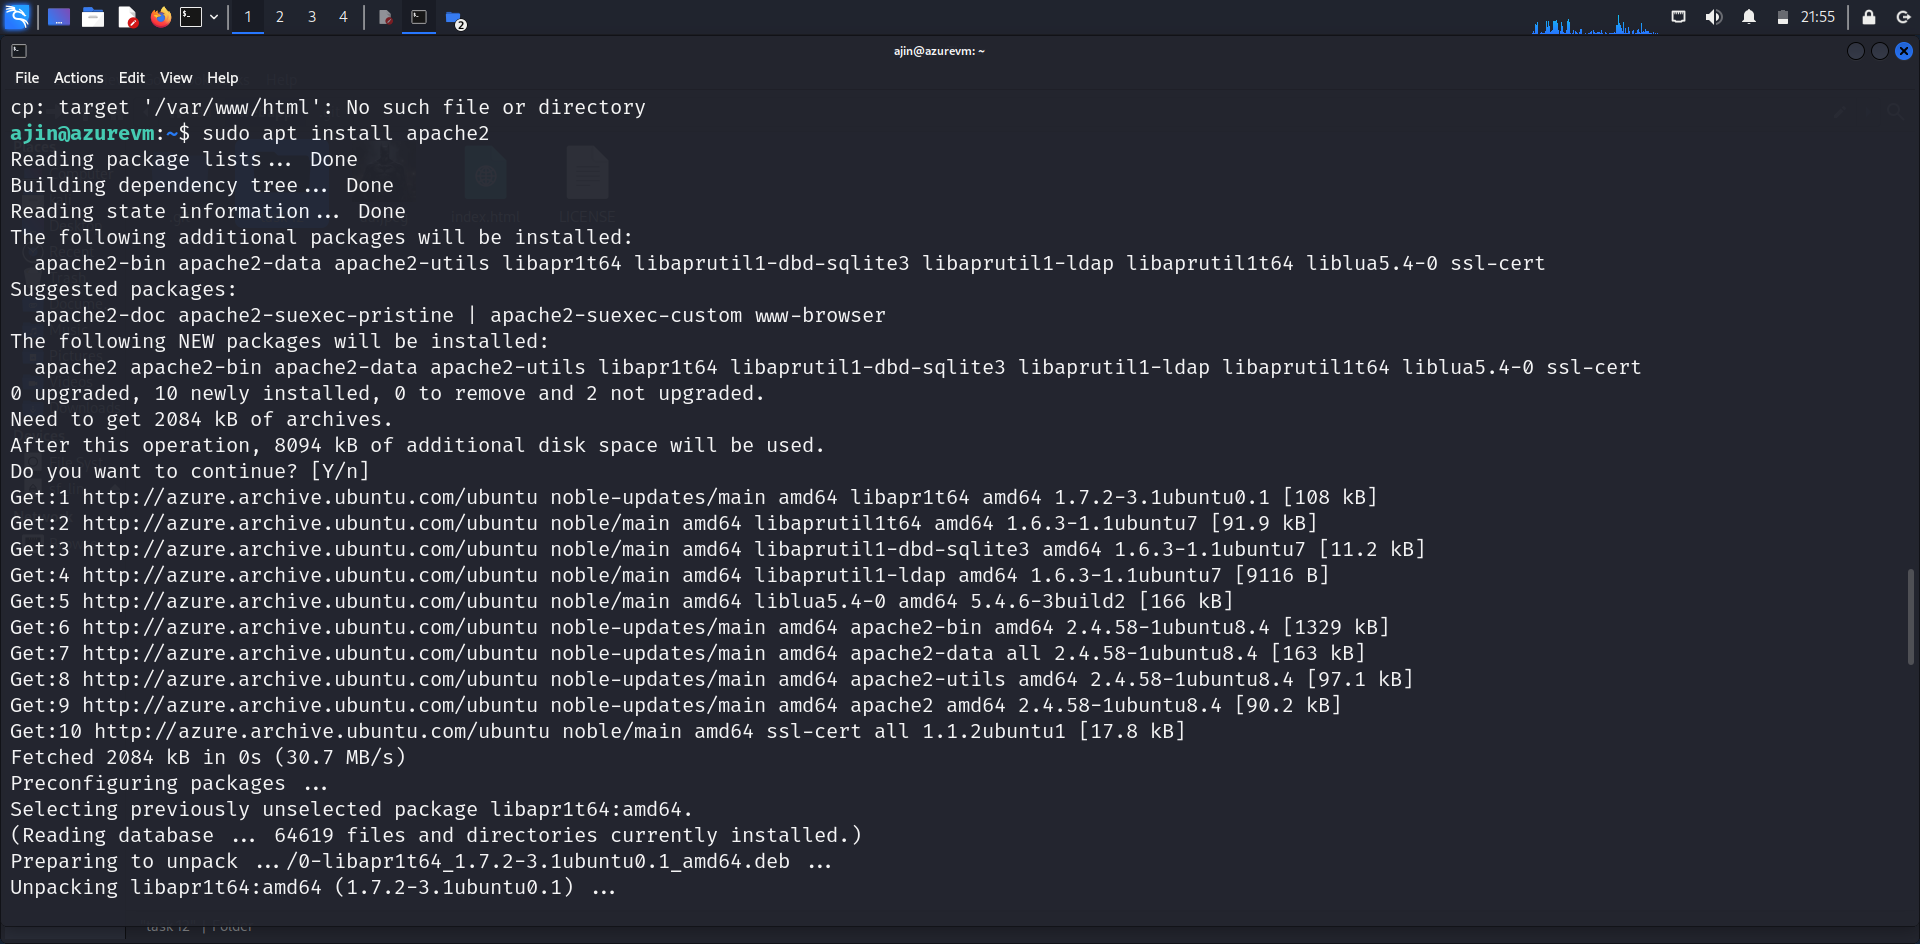 1 2 3 4
2
21:55
ajin@azurevm: ~
File Actions Edit View Help
cp: target '/var/www/html': No such file or directory
ajin@azurevm:~$ sudo apt install apache2
Reading package lists... Done
Building dependency tree... Done
Reading state information... Done
The following additional packages will be installed:
  apache2-bin apache2-data apache2-utils libapr1t64 libaprutil1-dbd-sqlite3 libaprutil1-ldap libaprutil1t64 liblua5.4-0 ssl-cert
Suggested packages:
  apache2-doc apache2-suexec-pristine | apache2-suexec-custom www-browser
The following NEW packages will be installed:
  apache2 apache2-bin apache2-data apache2-utils libapr1t64 libaprutil1-dbd-sqlite3 libaprutil1-ldap libaprutil1t64 liblua5.4-0 ssl-cert
0 upgraded, 10 newly installed, 0 to remove and 2 not upgraded.
Need to get 2084 kB of archives.
After this operation, 8094 kB of additional disk space will be used.
Do you want to continue? [Y/n]
Get:1 http://azure.archive.ubuntu.com/ubuntu noble-updates/main amd64 libapr1t64 amd64 1.7.2-3.1ubuntu0.1 [108 kB]
Get:2 http://azure.archive.ubuntu.com/ubuntu noble/main amd64 libaprutil1t64 amd64 1.6.3-1.1ubuntu7 [91.9 kB]
Get:3 http://azure.archive.ubuntu.com/ubuntu noble/main amd64 libaprutil1-dbd-sqlite3 amd64 1.6.3-1.1ubuntu7 [11.2 kB]
Get:4 http://azure.archive.ubuntu.com/ubuntu noble/main amd64 libaprutil1-ldap amd64 1.6.3-1.1ubuntu7 [9116 B]
Get:5 http://azure.archive.ubuntu.com/ubuntu noble/main amd64 liblua5.4-0 amd64 5.4.6-3build2 [166 kB]
Get:6 http://azure.archive.ubuntu.com/ubuntu noble-updates/main amd64 apache2-bin amd64 2.4.58-1ubuntu8.4 [1329 kB]
Get:7 http://azure.archive.ubuntu.com/ubuntu noble-updates/main amd64 apache2-data all 2.4.58-1ubuntu8.4 [163 kB]
Get:8 http://azure.archive.ubuntu.com/ubuntu noble-updates/main amd64 apache2-utils amd64 2.4.58-1ubuntu8.4 [97.1 kB]
Get:9 http://azure.archive.ubuntu.com/ubuntu noble-updates/main amd64 apache2 amd64 2.4.58-1ubuntu8.4 [90.2 kB]
Get:10 http://azure.archive.ubuntu.com/ubuntu noble/main amd64 ssl-cert all 1.1.2ubuntu1 [17.8 kB]
Fetched 2084 kB in 0s (30.7 MB/s)
Preconfiguring packages ...
Selecting previously unselected package libapr1t64:amd64.
(Reading database ... 64619 files and directories currently installed.)
Preparing to unpack .../0-libapr1t64_1.7.2-3.1ubuntu0.1_amd64.deb ...
Unpacking libapr1t64:amd64 (1.7.2-3.1ubuntu0.1) ...
index.html LICENSE
| Folder